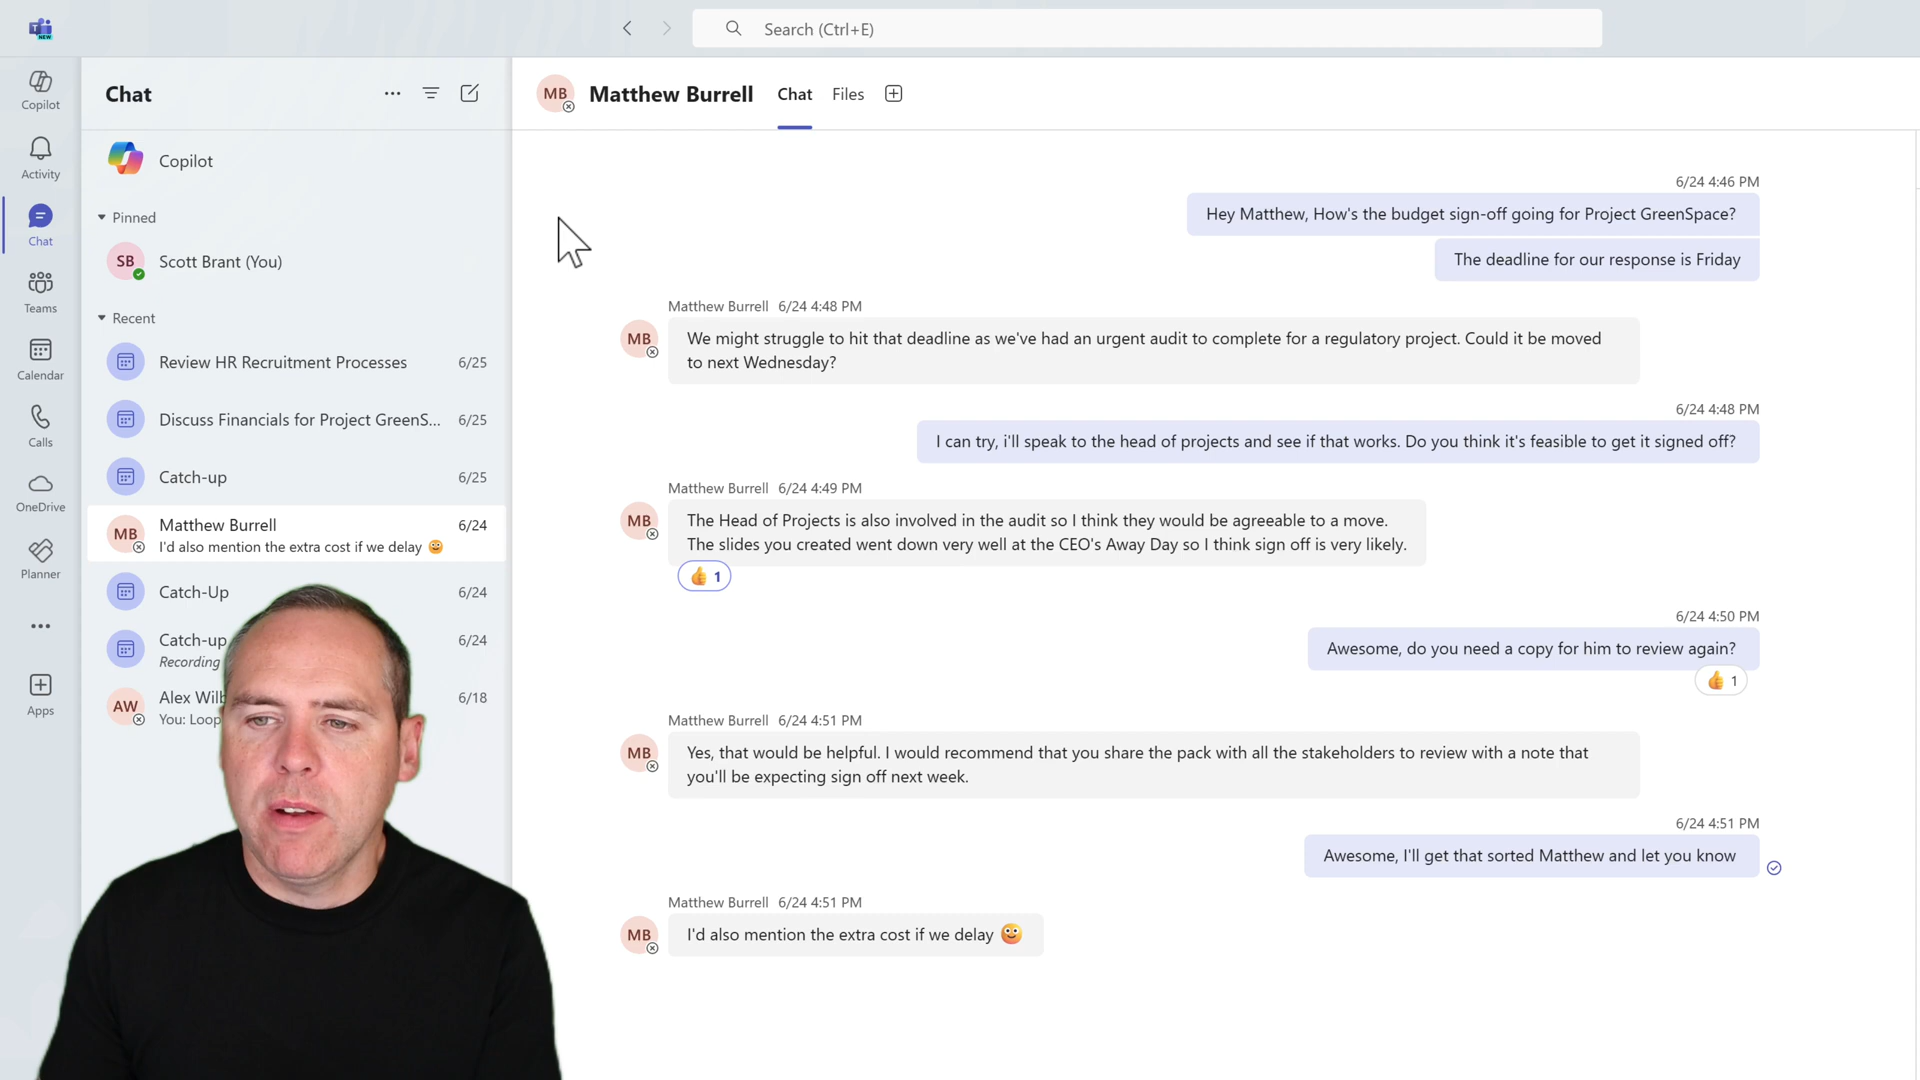 NEW
Search (Ctrl+E)
Copilot
Activity
Chat
Teams
Calendar
Calls
OneDrive
Planner
Apps
Chat
Copilot
Pinned
SB
Scott Brant (You)
Recent
Review HR Recruitment Processes 6/25
Discuss Financials for Project GreenS... 6/25
Catch-up 6/25
MB
Matthew Burrell 6/24
I'd also mention the extra cost if we delay
Catch-Up 6/24
Catch-up 6/24
Recording
AW
Alex Wilb 6/18
You: Loop
MB Matthew Burrell Chat Files
6/24 4:46 PM
Hey Matthew, How's the budget sign-off going for Project GreenSpace?
The deadline for our response is Friday
Matthew Burrell 6/24 4:48 PM
MB
We might struggle to hit that deadline as we've had an urgent audit to complete for a regulatory project. Could it be moved
to next Wednesday?
6/24 4:48 PM
I can try, i'll speak to the head of projects and see if that works. Do you think it's feasible to get it signed off?
Matthew Burrell 6/24 4:49 PM
MB
The Head of Projects is also involved in the audit so I think they would be agreeable to a move.
The slides you created went down very well at the CEO's Away Day so I think sign off is very likely.
1
6/24 4:50 PM
Awesome, do you need a copy for him to review again?
1
Matthew Burrell 6/24 4:51 PM
MB
Yes, that would be helpful. I would recommend that you share the pack with all the stakeholders to review with a note that
you'll be expecting sign off next week.
6/24 4:51 PM
Awesome, I'll get that sorted Matthew and let you know
Matthew Burrell 6/24 4:51 PM
MB
I'd also mention the extra cost if we delay